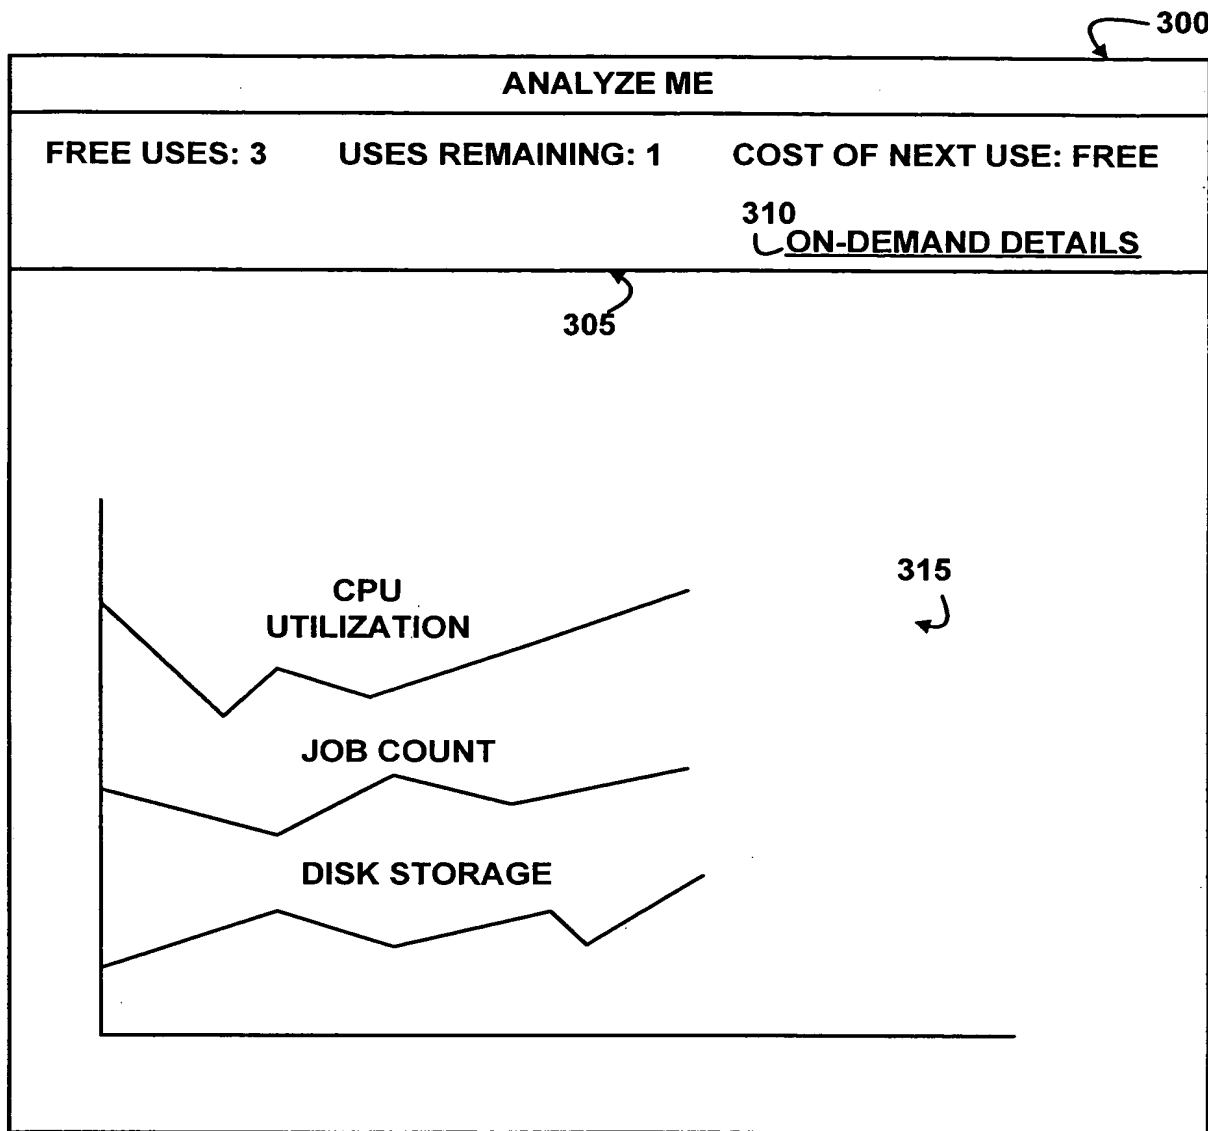 300
ANALYZE ME
FREE USES: 3 USES REMAINING: 1 COST OF NEXT USE: FREE
310
ON-DEMAND DETAILS
305
315
CPU
UTILIZATION
JOB COUNT
DISK STORAGE